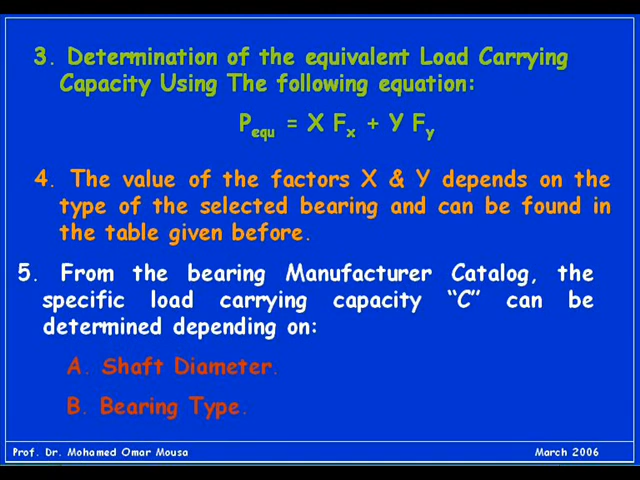 3. Determination of the equivalent Load Carrying
Capacity Using The following equation:
Pequ = X Fx + Y Fy
4. The value of the factors X & Y depends on the
type of the selected bearing and can be found in
the table given before.
5. From the bearing Manufacturer Catalog, the
specific load carrying capacity “C” can be
determined depending on:
A. Shaft Diameter.
B. Bearing Type.
Prof. Dr. Mohamed Omar Mousa March 2006